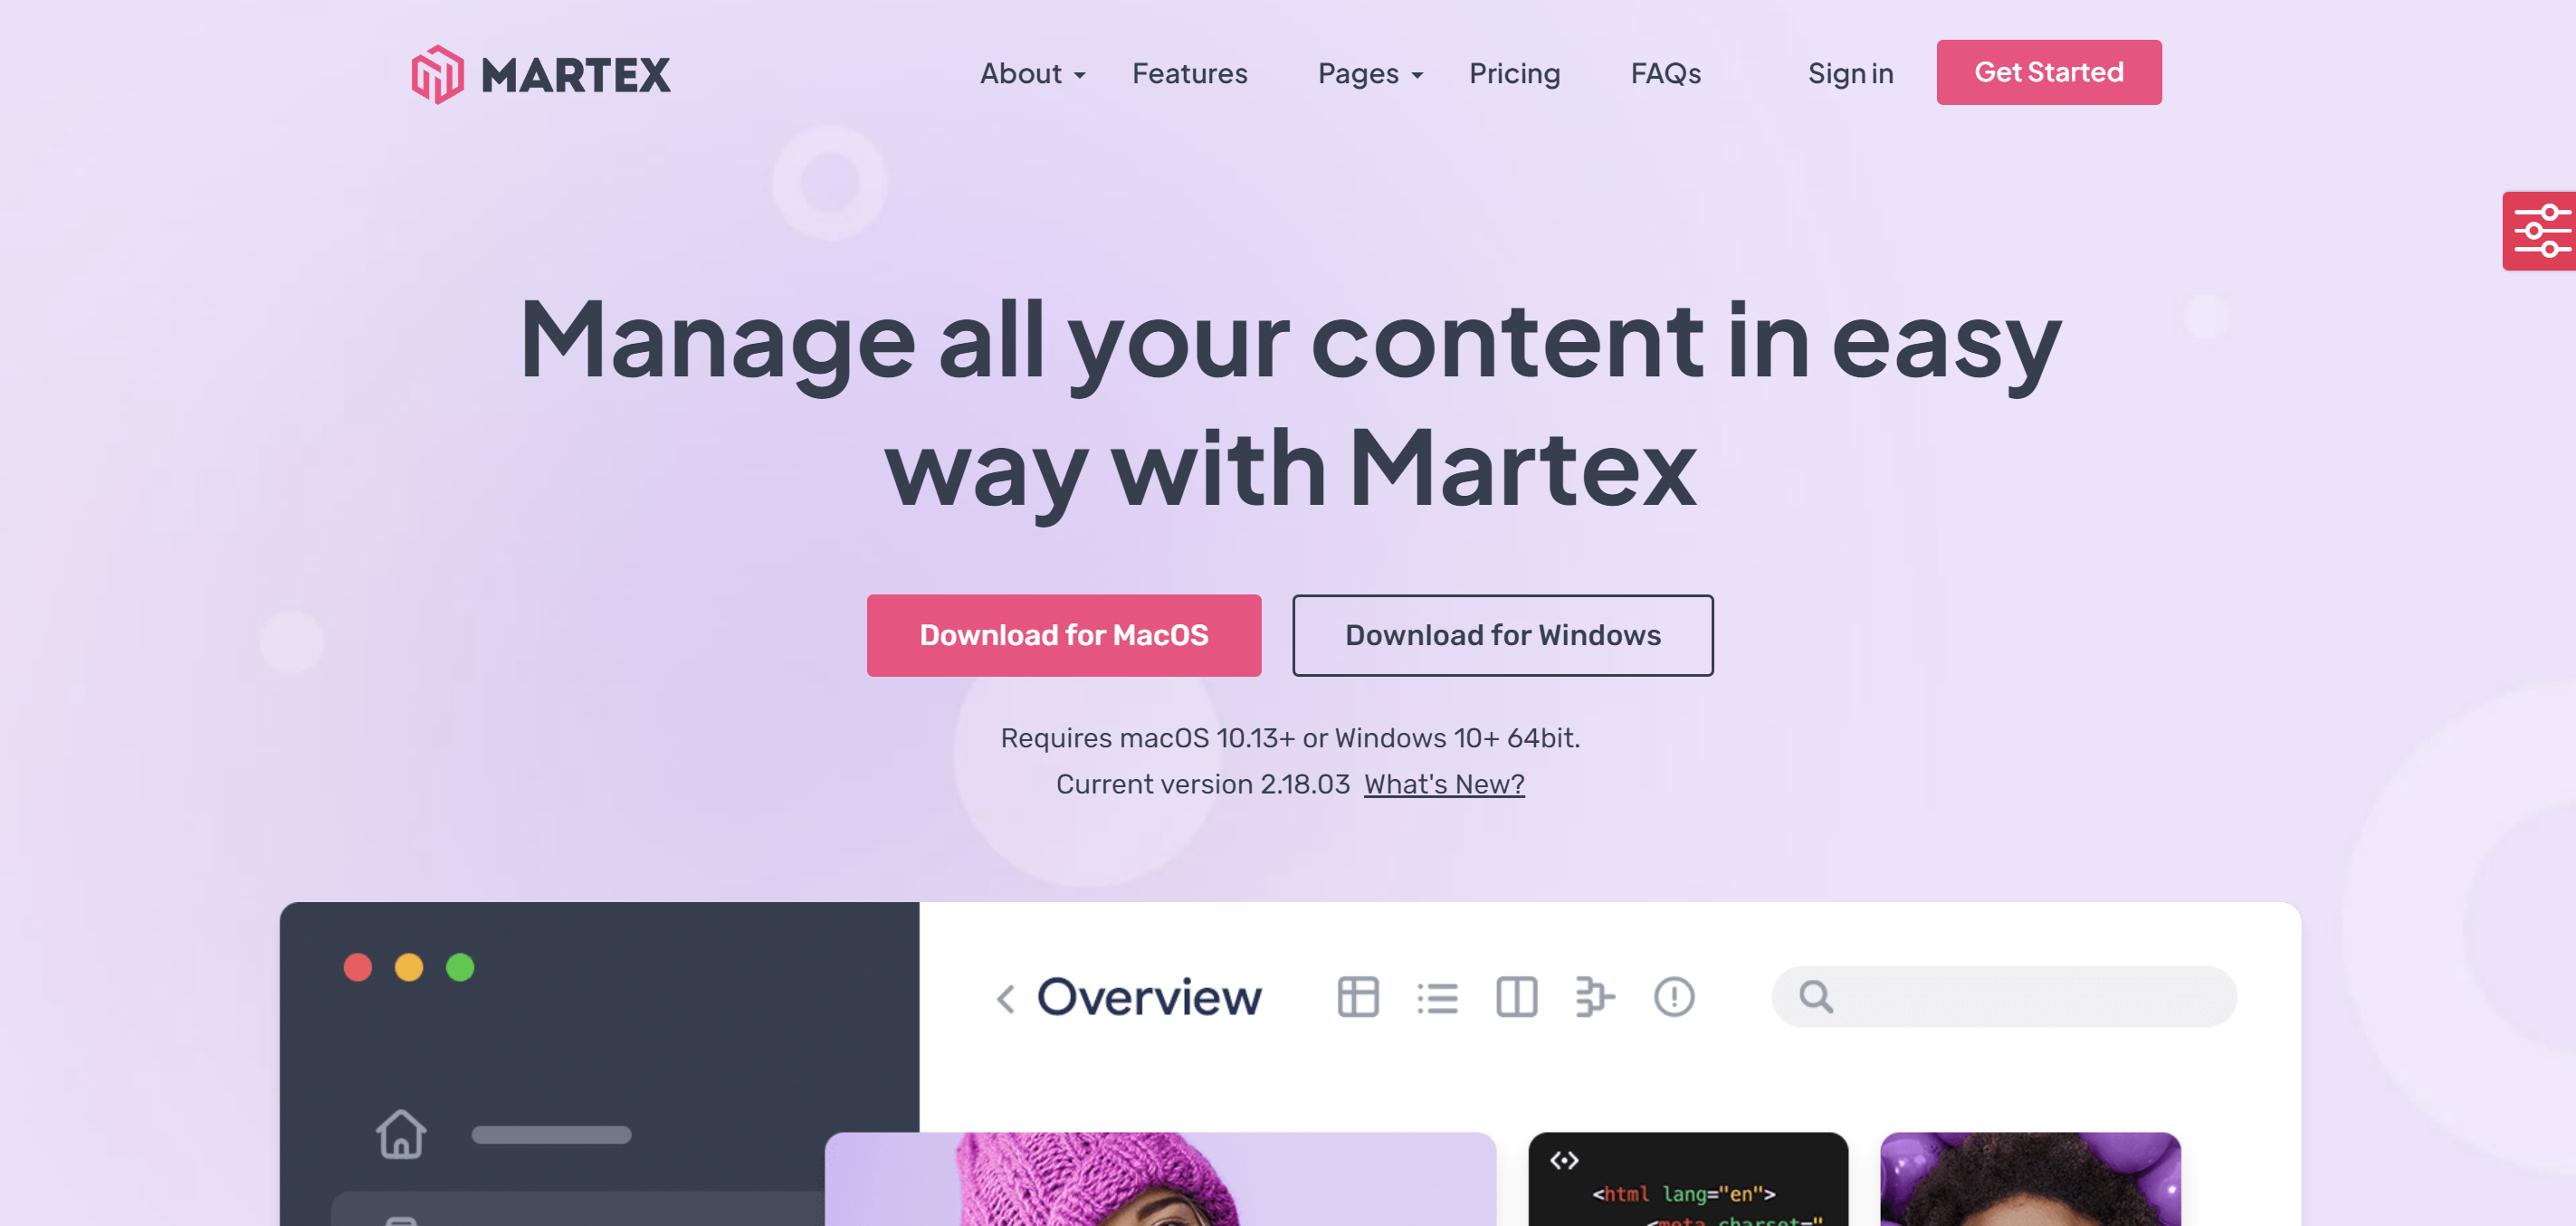 MARTEX
About Features Pages Pricing FAQs Sign in Get Started
Manage all your content in easy
way with Martex
Download for MacOS Download for Windows
Requires macOS 10.13+ or Windows 10+ 64bit.
Current version 2.18.03 What's New?
Overview
<html lang="en">
<meta charset="